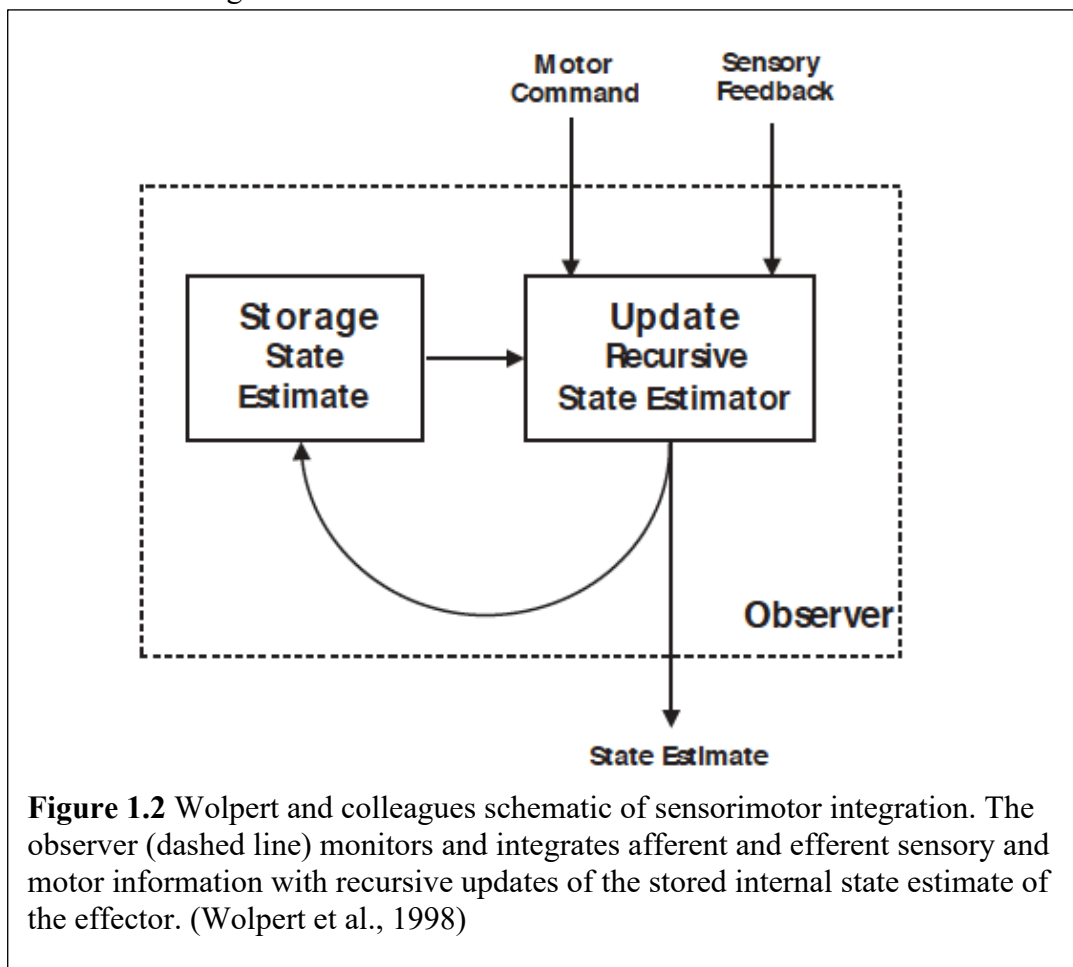 Motor
Command
Sensory
Feedback
Storage
State
Estimate
Update
Recursive
State Estimator
Observer
State Estimate
Figure 1.2 Wolpert and colleagues schematic of sensorimotor integration. The
observer (dashed line) monitors and integrates afferent and efferent sensory and
motor information with recursive updates of the stored internal state estimate of
the effector. (Wolpert et al., 1998)